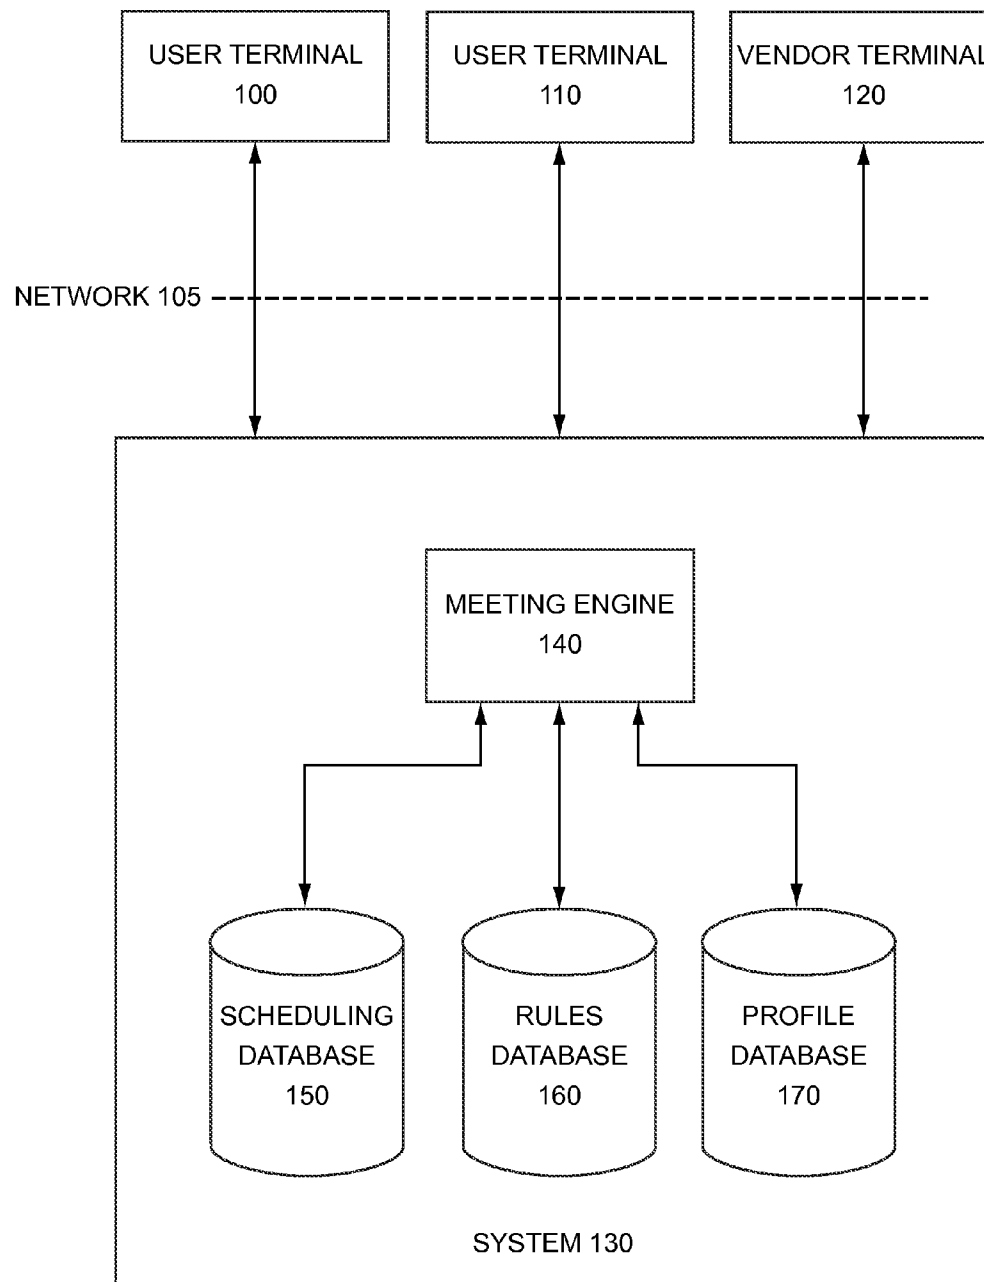 USER TERMINAL
100
USER TERMINAL
110
VENDOR TERMINAL
120
NETWORK 105
MEETING ENGINE
140
SCHEDULING
DATABASE
150
RULES
DATABASE
160
PROFILE
DATABASE
170
SYSTEM 130